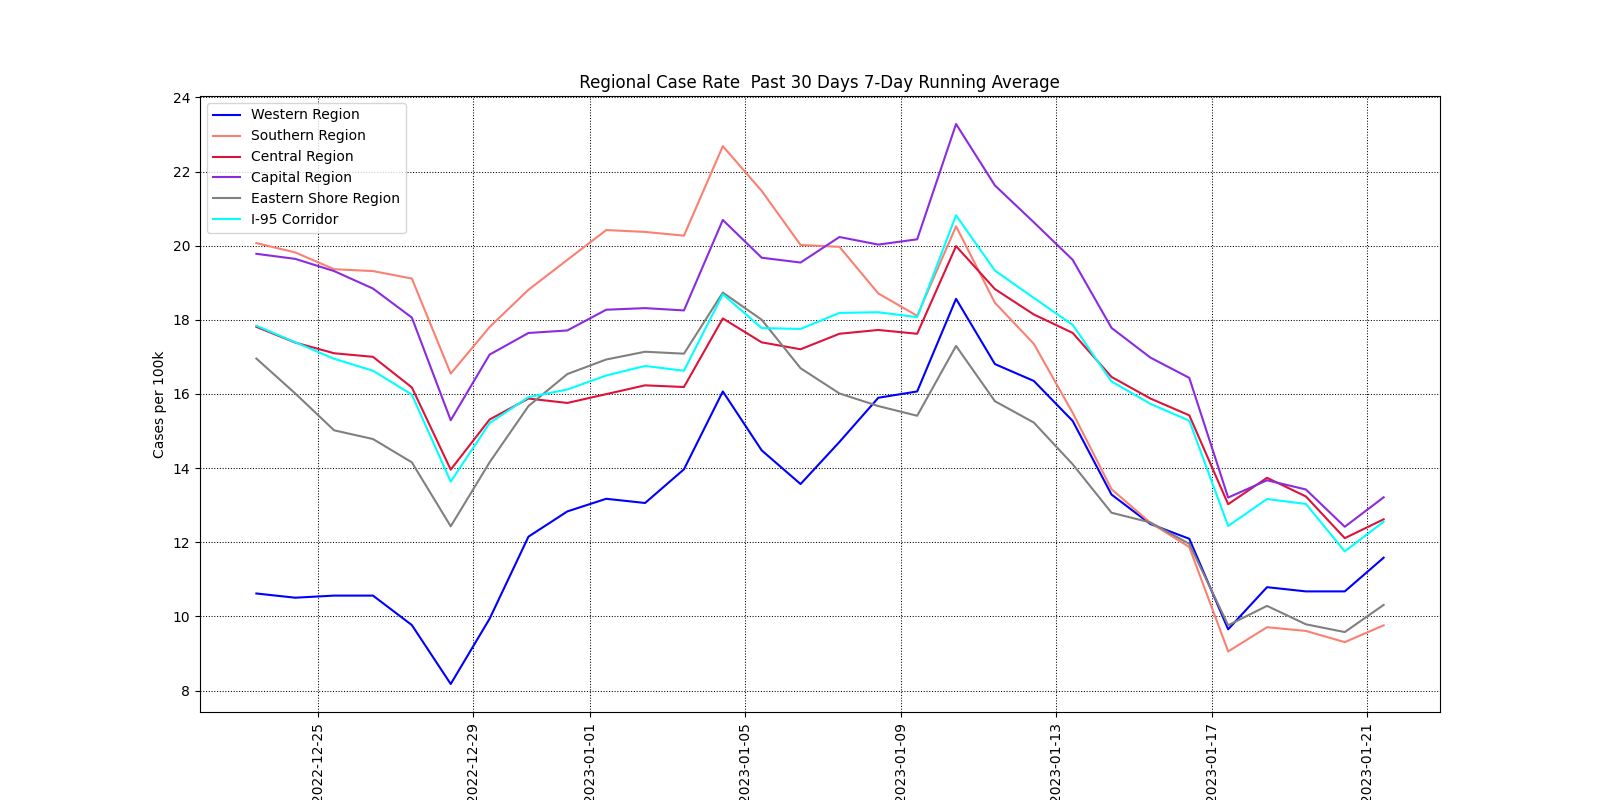 Regional Case Rate  Past 30 Days 7-Day Running Average
24
22
20
18
16
14
12
10
8
Cases per 100k
Western Region
Southern Region
Central Region
Capital Region
Eastern Shore Region
I-95 Corridor
2022-12-25
2022-12-29
2023-01-01
2023-01-05
2023-01-09
2023-01-13
2023-01-17
2023-01-21